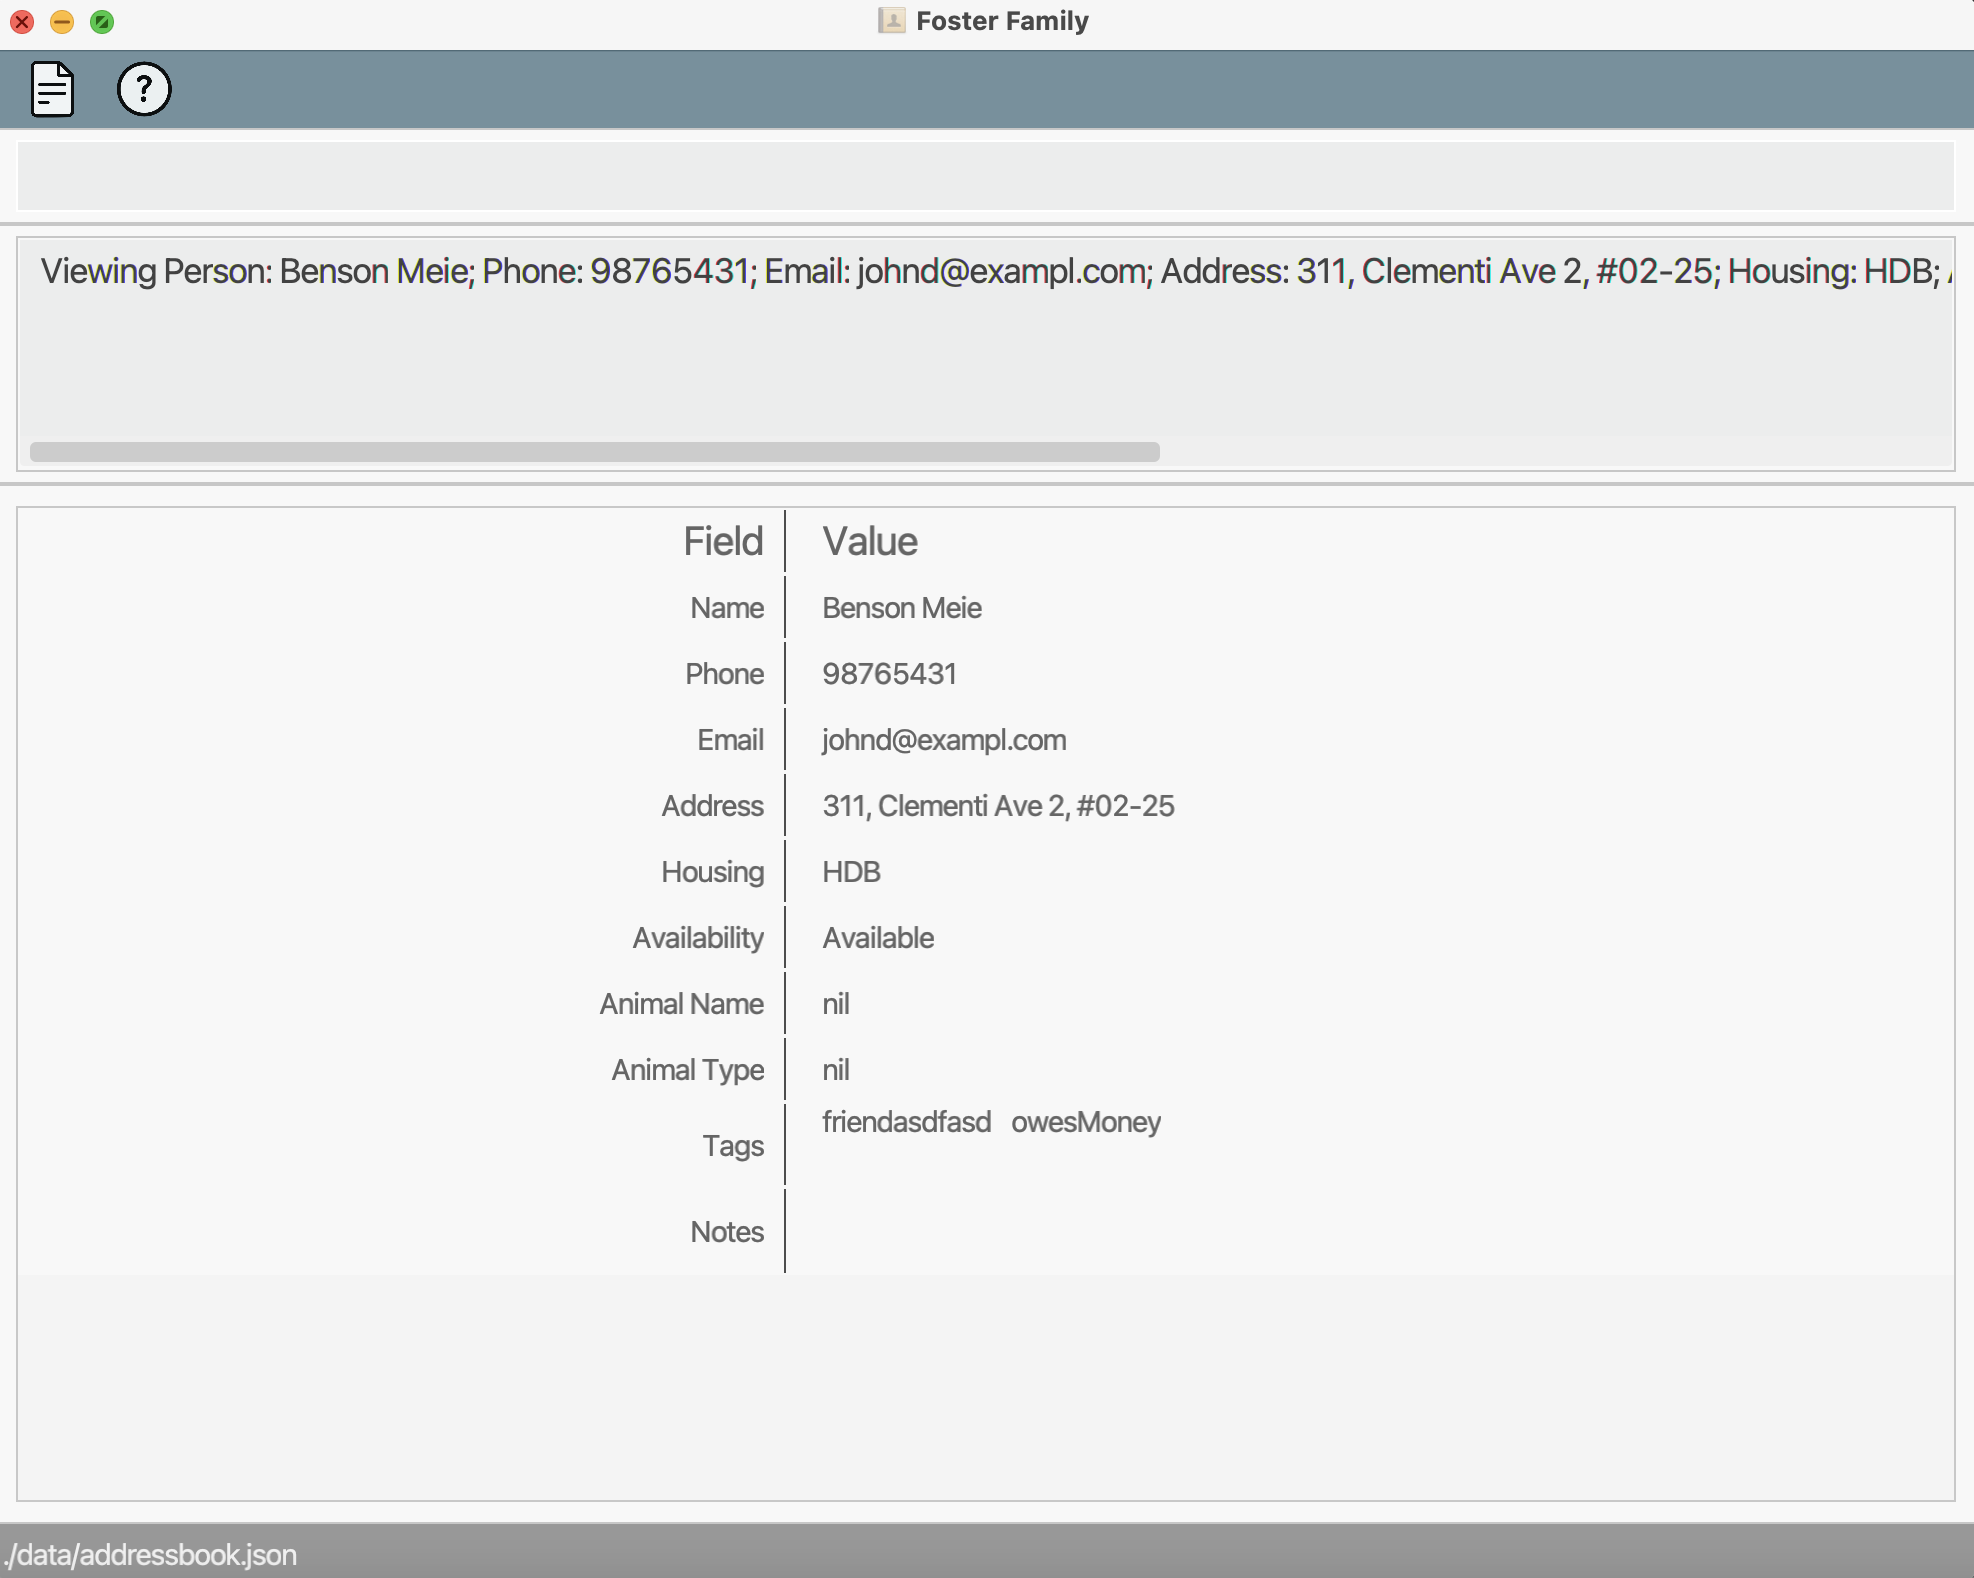 Foster Family
?
Viewing Person: Benson Meie; Phone: 98765431; Email: johnd@exampl.com; Address: 311, Clementi Ave 2, #02-25; Housing: HDB;
Field Value
Name Benson Meie
Phone 98765431
Email johnd@exampl.com
Address 311, Clementi Ave 2, #02-25
Housing HDB
Availability Available
Animal Name nil
Animal Type nil
Tags friendasdfasd owesMoney
Notes
./data/addressbook.json